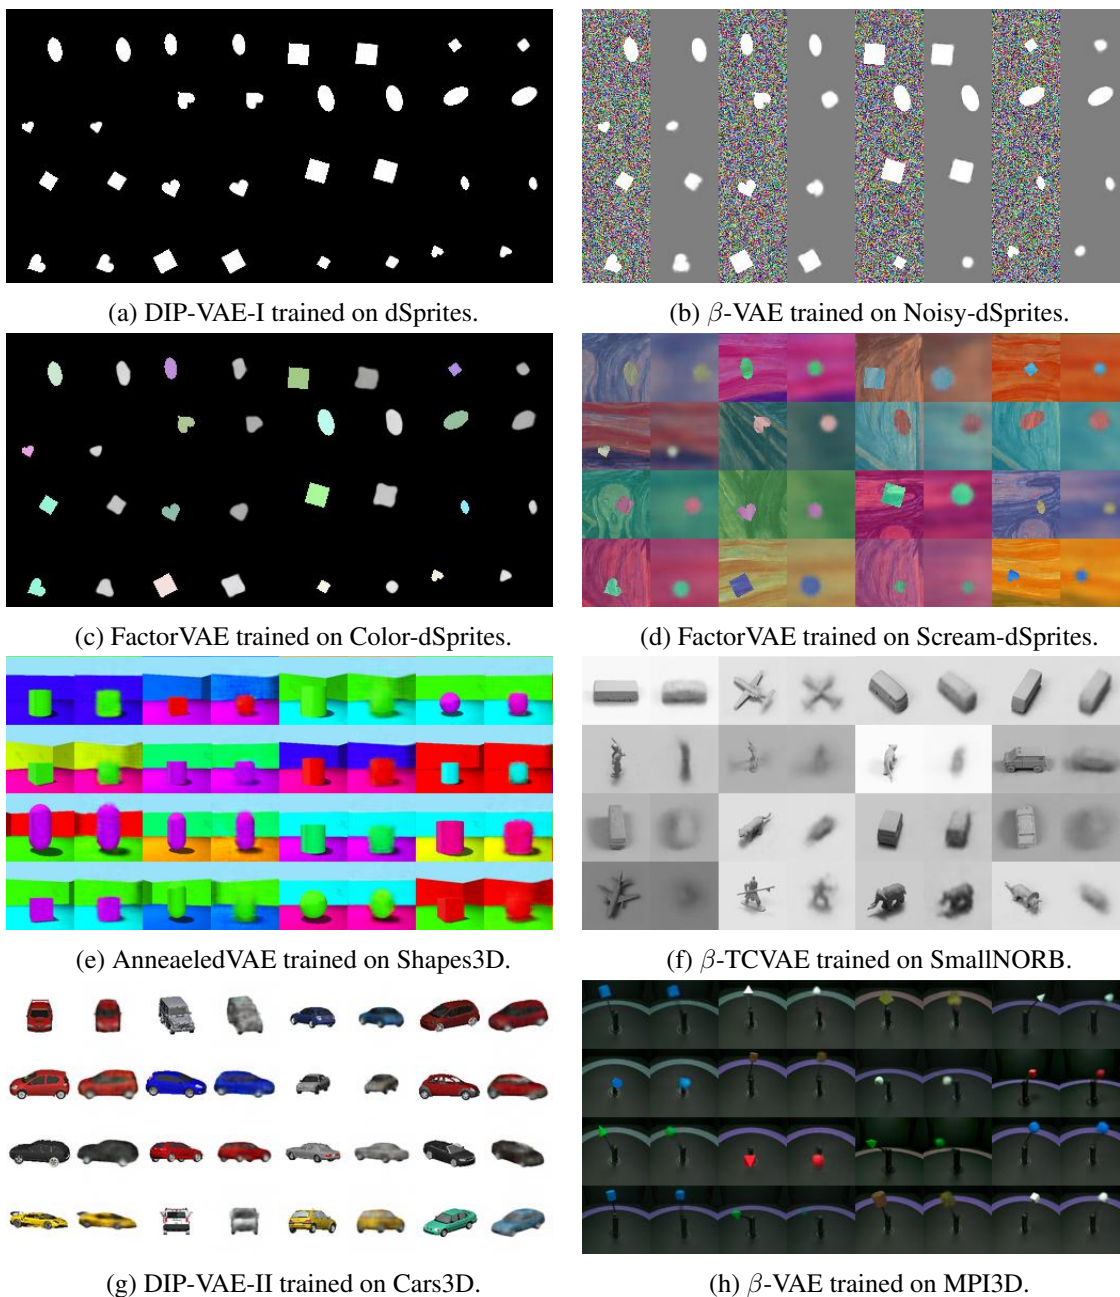 (a) DIP-VAE-I trained on dSprites.
(b) β-VAE trained on Noisy-dSprites.
(c) FactorVAE trained on Color-dSprites.
(d) FactorVAE trained on Scream-dSprites.
(e) AnneaeledVAE trained on Shapes3D.
(f) β-TCVAE trained on SmallNORB.
(g) DIP-VAE-II trained on Cars3D.
(h) β-VAE trained on MPI3D.